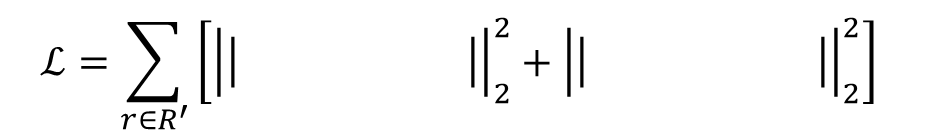 ℒ = ∑_{r∈R′} [‖ ‖₂² + ‖ ‖₂²]